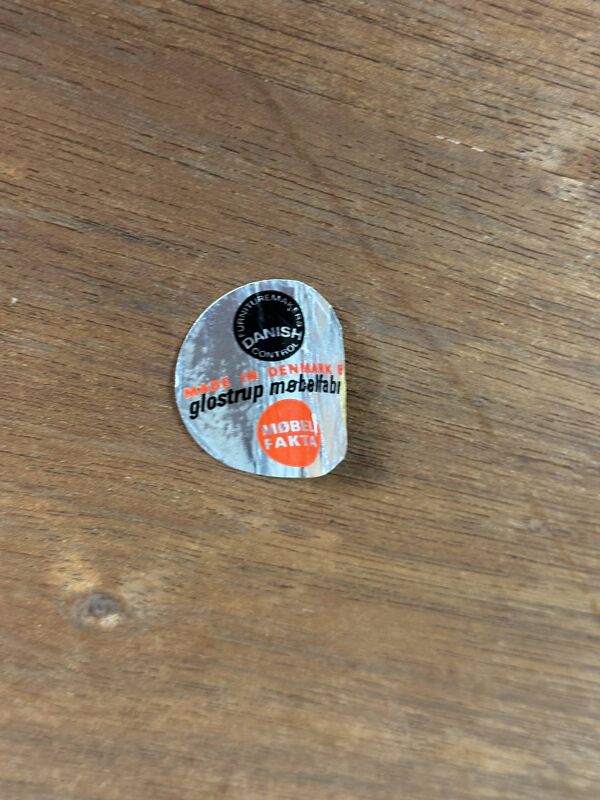 FURNITUREMAKERS
DANISH
CONTROL
MADE IN DENMARK B
glostrup møbelfabr
MØBEL
FAKTA